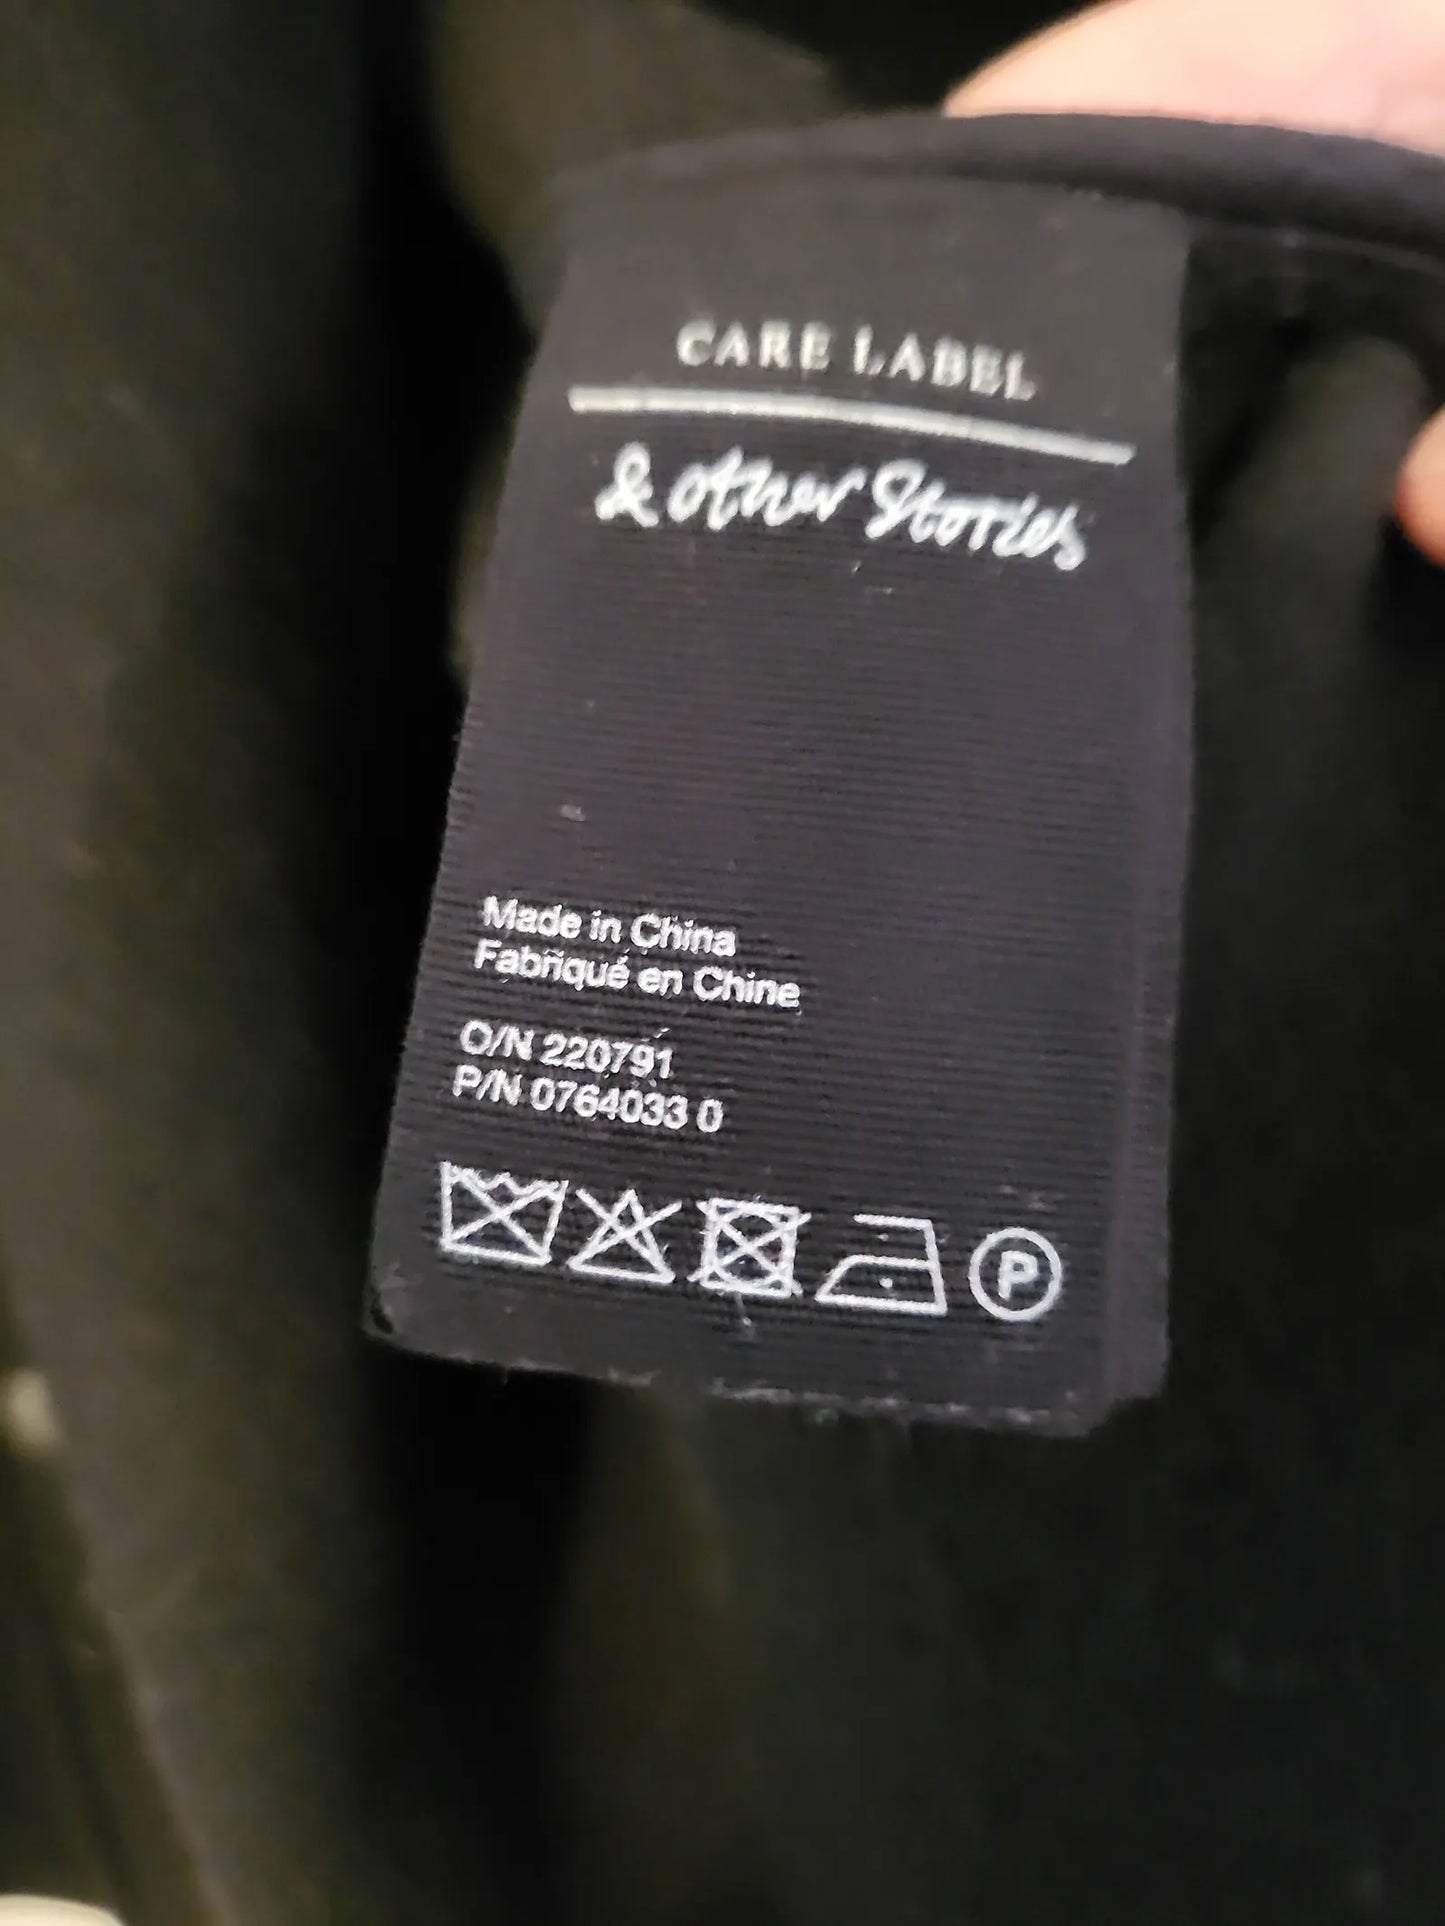 CARE LABEL
& other Stories
Made in China
Fabriqué en Chine
O/N 220791
P/N 0764033 0
P